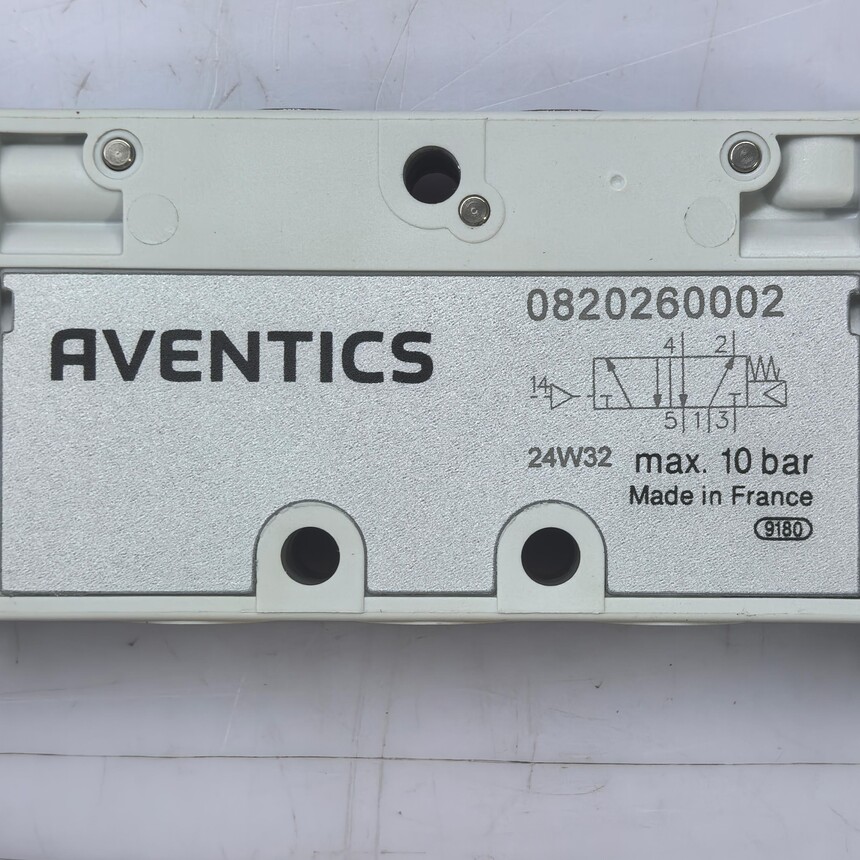 AVENTICS
0820260002
4 2
14
5 1 3
24W32 max. 10 bar
Made in France
9180